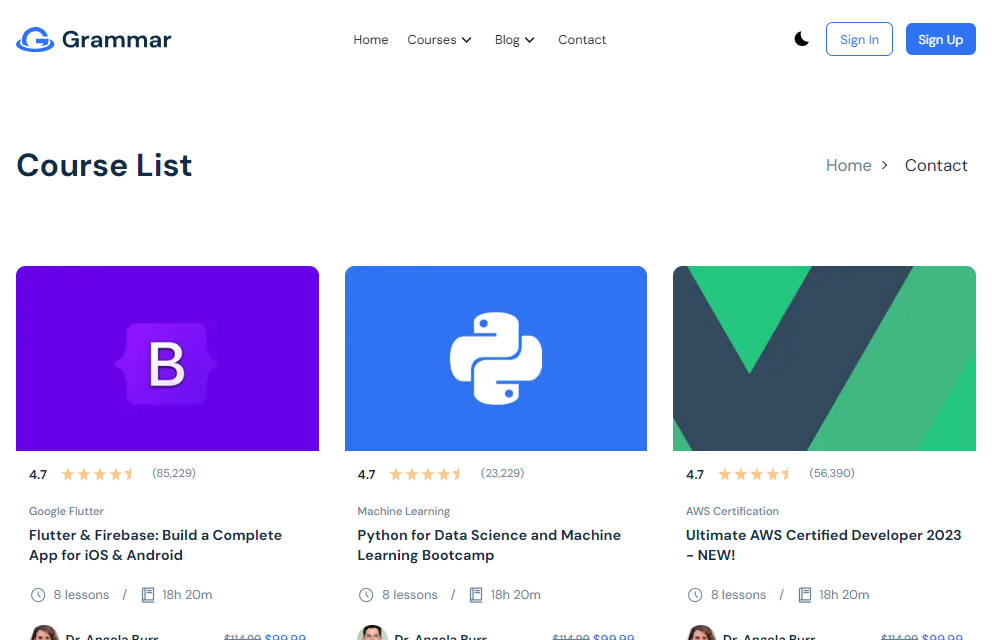 Grammar
Home Courses Blog Contact
Sign In Sign Up
Course List
Home > Contact
B
4.7 (85,229)
Google Flutter
Flutter & Firebase: Build a Complete
App for iOS & Android
8 lessons / 18h 20m
Dr. Angela Burr $114.99 $99.99
4.7 (23,229)
Machine Learning
Python for Data Science and Machine
Learning Bootcamp
8 lessons / 18h 20m
Dr. Angela Burr $114.99 $99.99
4.7 (56,390)
AWS Certification
Ultimate AWS Certified Developer 2023
- NEW!
8 lessons / 18h 20m
Dr. Angela Burr $114.99 $99.99